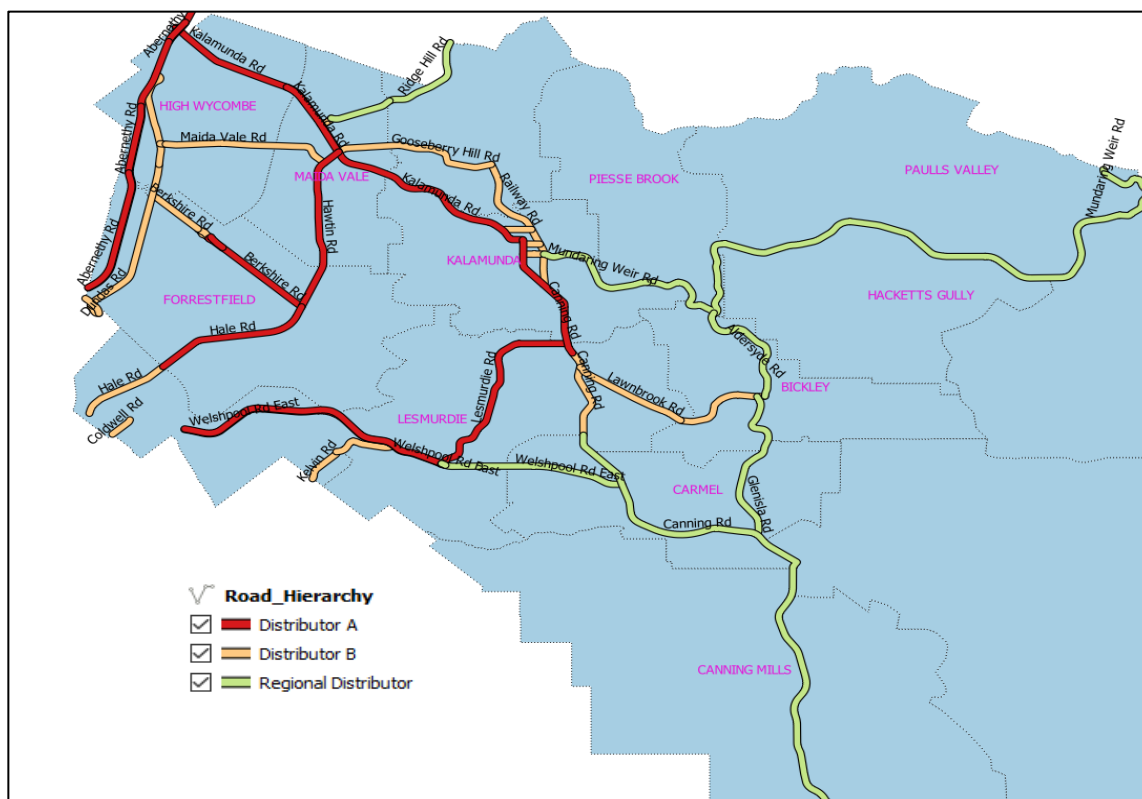 Abernethy Rd
Kalamunda Rd
Ridge Hill Rd
HIGH WYCOMBE
Abernethy Rd
Kalamunda Rd
Maida Vale Rd
Gooseberry Hill Rd
MAIDA VALE
PIESSE BROOK
PAULLS VALLEY
Mundaring Weir Rd
Berkshire Rd
Hawtin Rd
Kalamunda Rd
Railway Rd
Abernethy Rd
Berkshire Rd
KALAMUNDA
Mundaring Weir Rd
Dundas Rd
FORRESTFIELD
HACKETTS GULLY
Hale Rd
Canning Rd
Aldersyde Rd
Hale Rd
Lesmurdie Rd
Canning Rd
Lawnbrook Rd
BICKLEY
Coldwell Rd
Welshpool Rd East
LESMURDIE
Kelvin Rd
Welshpool Rd East
Welshpool Rd East
CARMEL
Glenisla Rd
Canning Rd
Road_Hierarchy
Distributor A
Distributor B
Regional Distributor
CANNING MILLS